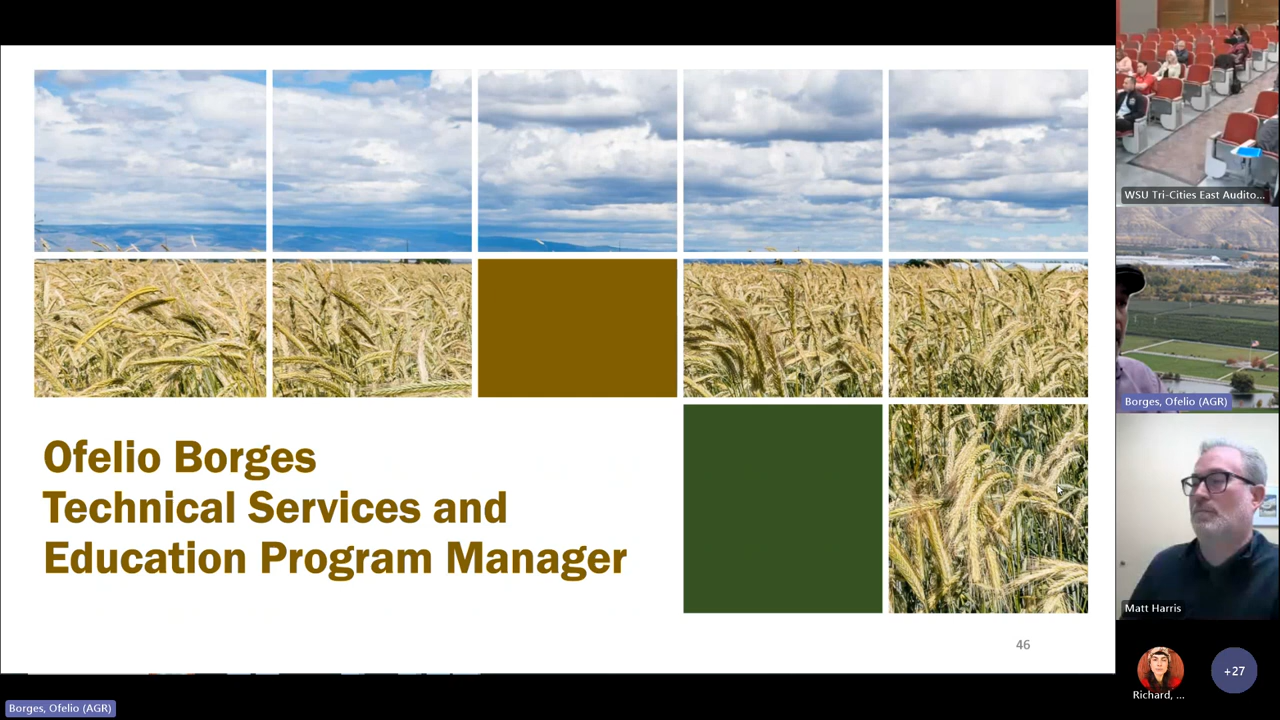 Ofelio Borges
Technical Services and
Education Program Manager
46
WSU Tri-Cities East Audito...
Borges, Ofelio (AGR)
Matt Harris
Richard, ...
+27
Borges, Ofelio (AGR)